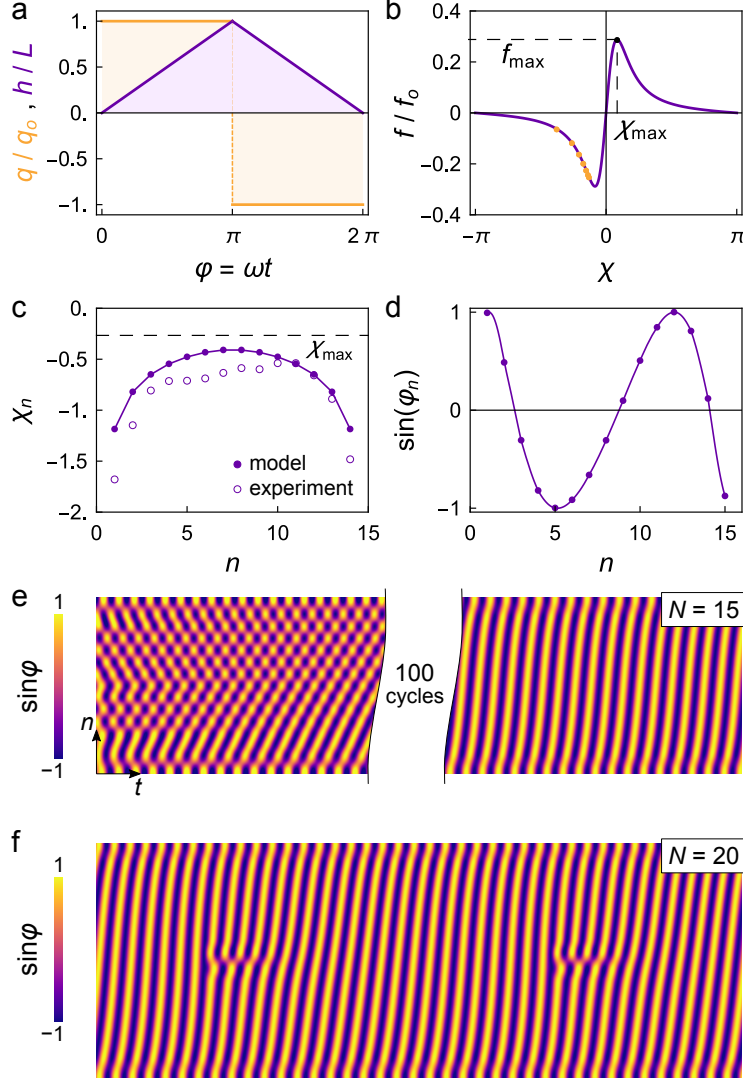 a
q / q_o , h / L
1.
0.5
0.
−0.5
−1.
0
π
2 π
φ = ωt
b
f / f_o
0.4
0.2
0
−0.2
−0.4
f_max
χ_max
−π
0
π
χ
c
χ_n
0.
−0.5
−1.0
−1.5
−2.
χ_max
model
experiment
0
5
10
15
n
d
sin(φ_n)
1
0
−1
0
5
10
15
n
e
1
sinφ
−1
n
t
100
cycles
N = 15
f
1
sinφ
−1
N = 20